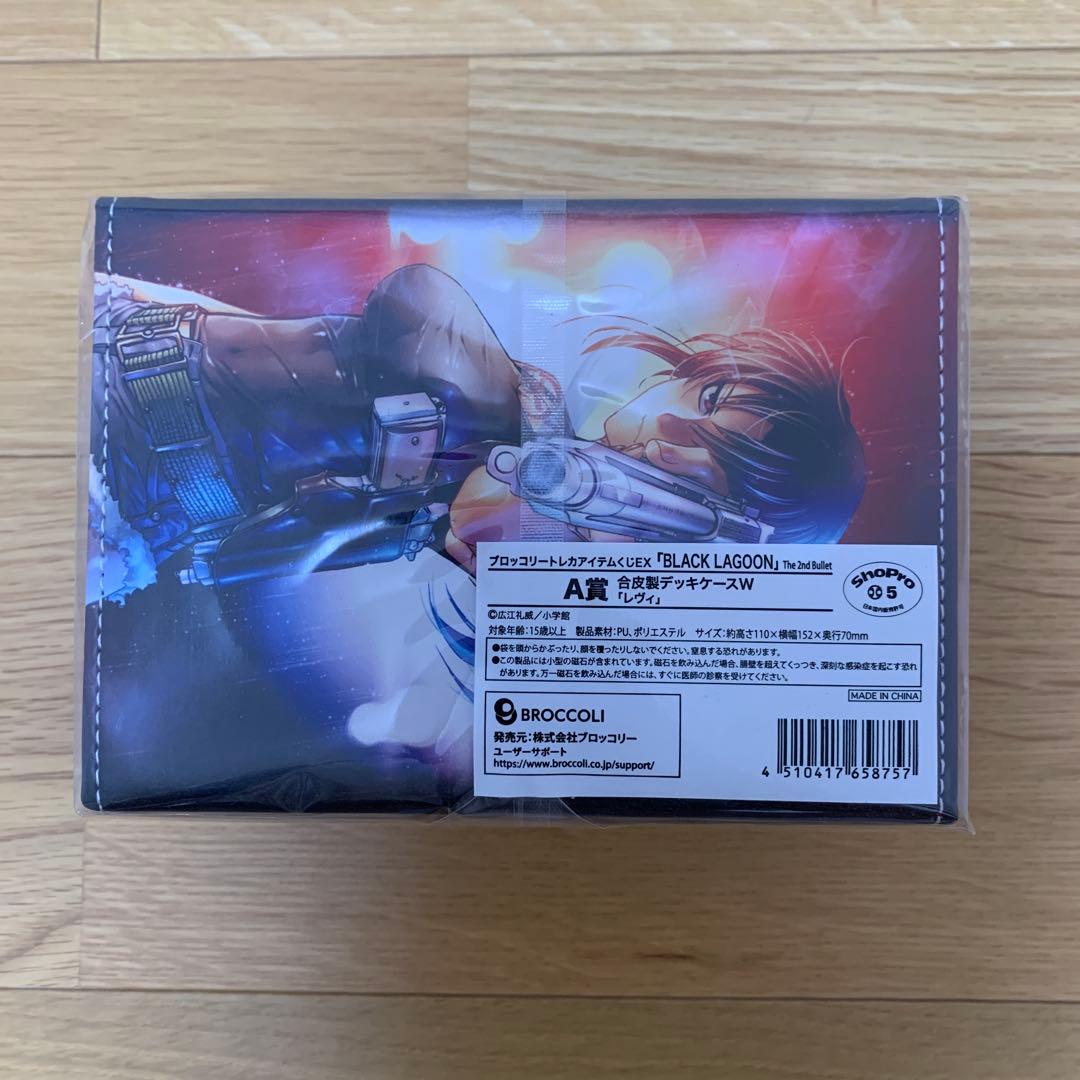 ブロッコリートレカアイテムくじEX 「BLACK LAGOON」 The 2nd Bullet
A賞 合皮製デッキケースW
「レヴィ」
ShoPro
5
日本国内販売許可
©広江礼威／小学館
対象年齢:15歳以上 製品素材:PU、ポリエステル サイズ:約高さ110×横幅152×奥行70mm
●袋を頭からかぶったり、顔を覆ったりしないでください。窒息する恐れがあります。
●この製品には小型の磁石が含まれています。磁石を飲み込んだ場合、腸壁を超えてくっつき、深刻な感染症を起こす恐れ
があります。万一磁石を飲み込んだ場合には、すぐに医師の診察を受けてください。
MADE IN CHINA
BROCCOLI
発売元:株式会社ブロッコリー
ユーザーサポート
https://www.broccoli.co.jp/support/
4 510417 658757